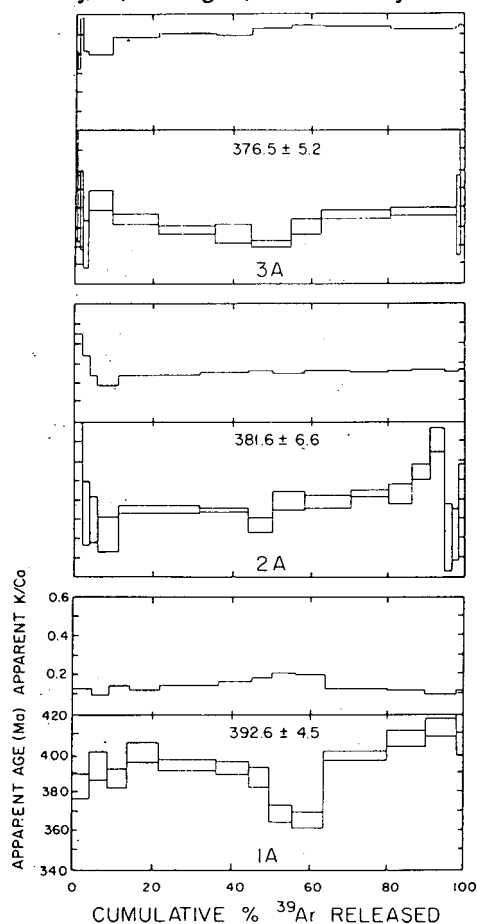 376.5 ± 5.2
3A
381.6 ± 6.6
2A
APPARENT AGE (Ma) APPARENT K/Ca
0.6
0.4
0.2
420
400
380
360
340
392.6 ± 4.5
1A
0 20 40 60 80 100
CUMULATIVE % 39Ar RELEASED